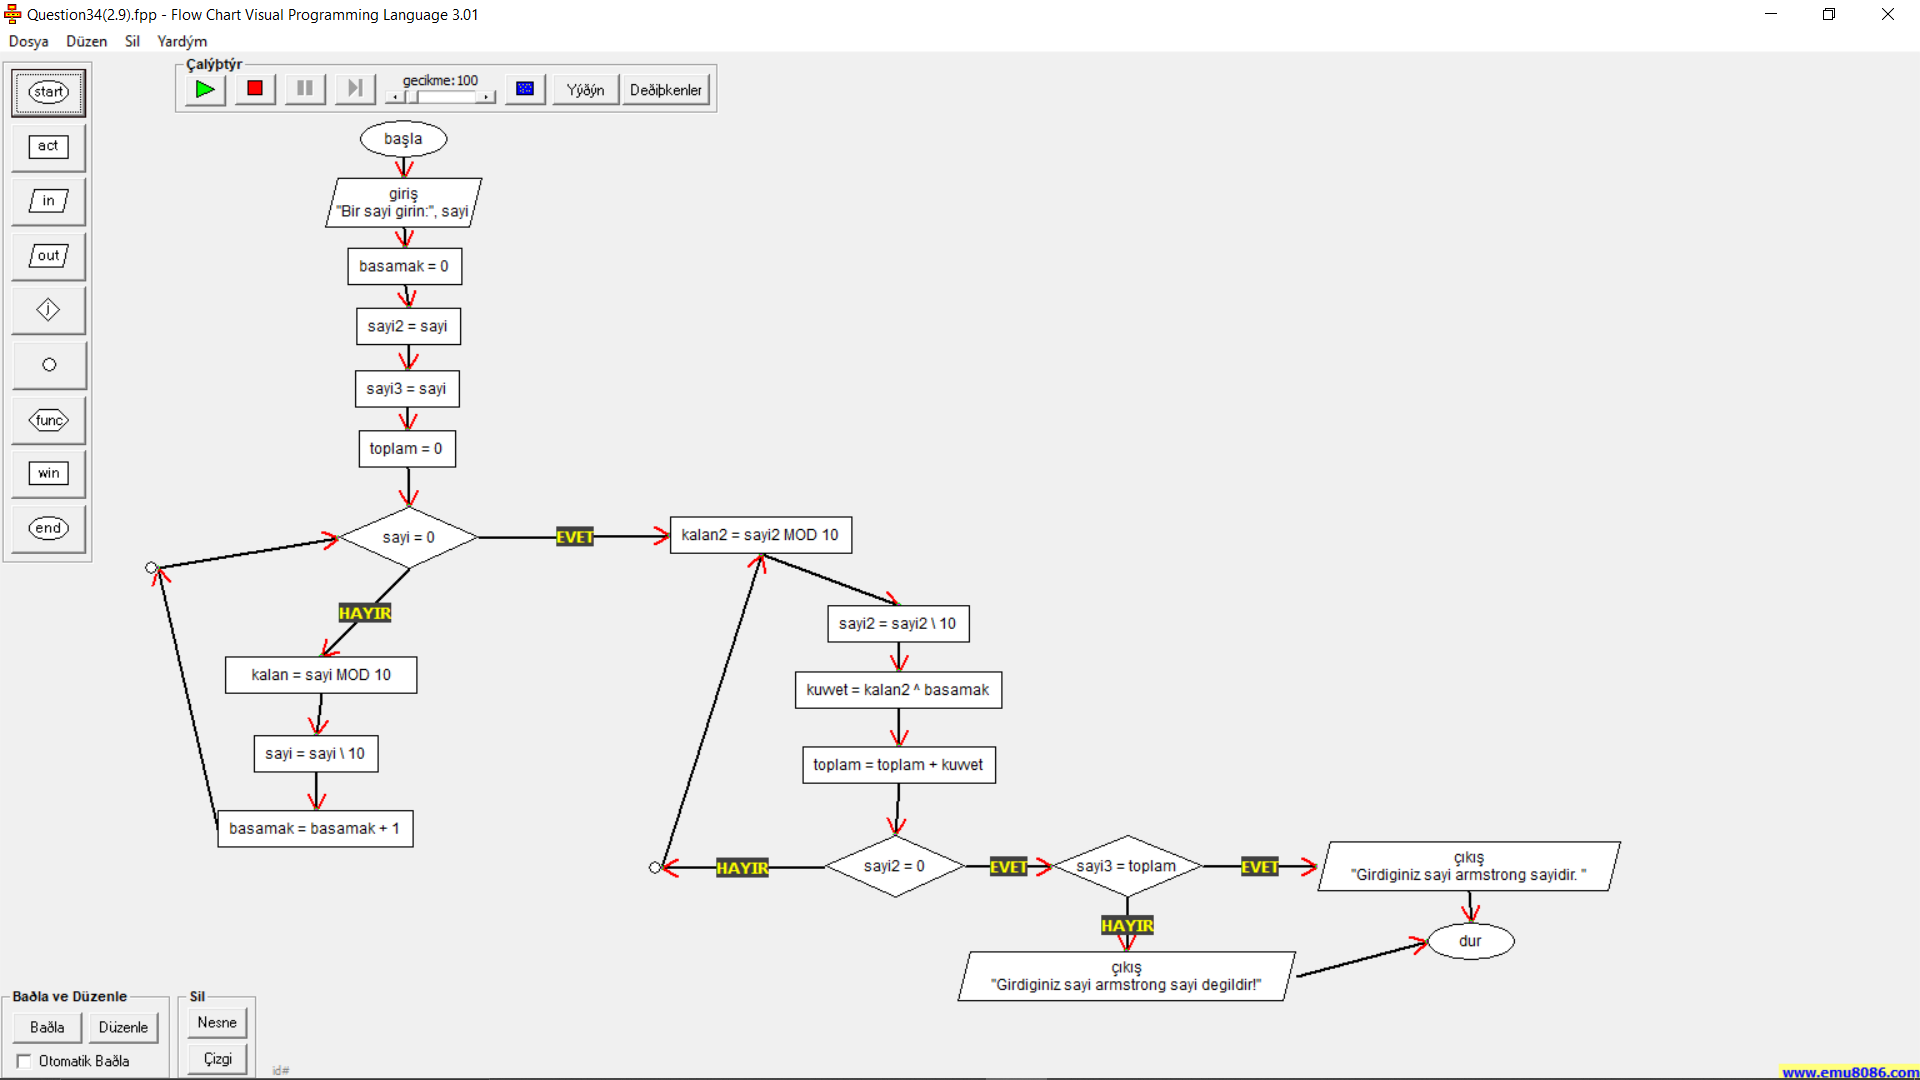 Question34(2.9).fpp - Flow Chart Visual Programming Language 3.01
Dosya Düzen Sil Yardým
Çalýþtýr
gecikme:100
Yýðýn
Deðiþkenler
start
act
in
out
j
func
win
end
başla
giriş
"Bir sayi girin:", sayi
basamak = 0
sayi2 = sayi
sayi3 = sayi
toplam = 0
sayi = 0
EVET
kalan2 = sayi2 MOD 10
HAYIR
sayi2 = sayi2 \ 10
kalan = sayi MOD 10
kuvvet = kalan2 ^ basamak
sayi = sayi \ 10
toplam = toplam + kuvvet
basamak = basamak + 1
HAYIR
sayi2 = 0
EVET
sayi3 = toplam
EVET
çıkış
"Girdiginiz sayi armstrong sayidir. "
HAYIR
dur
çıkış
"Girdiginiz sayi armstrong sayi degildir!"
Baðla ve Düzenle
Baðla
Düzenle
Otomatik Baðla
Sil
Nesne
Çizgi
id#
www.emu8086.com